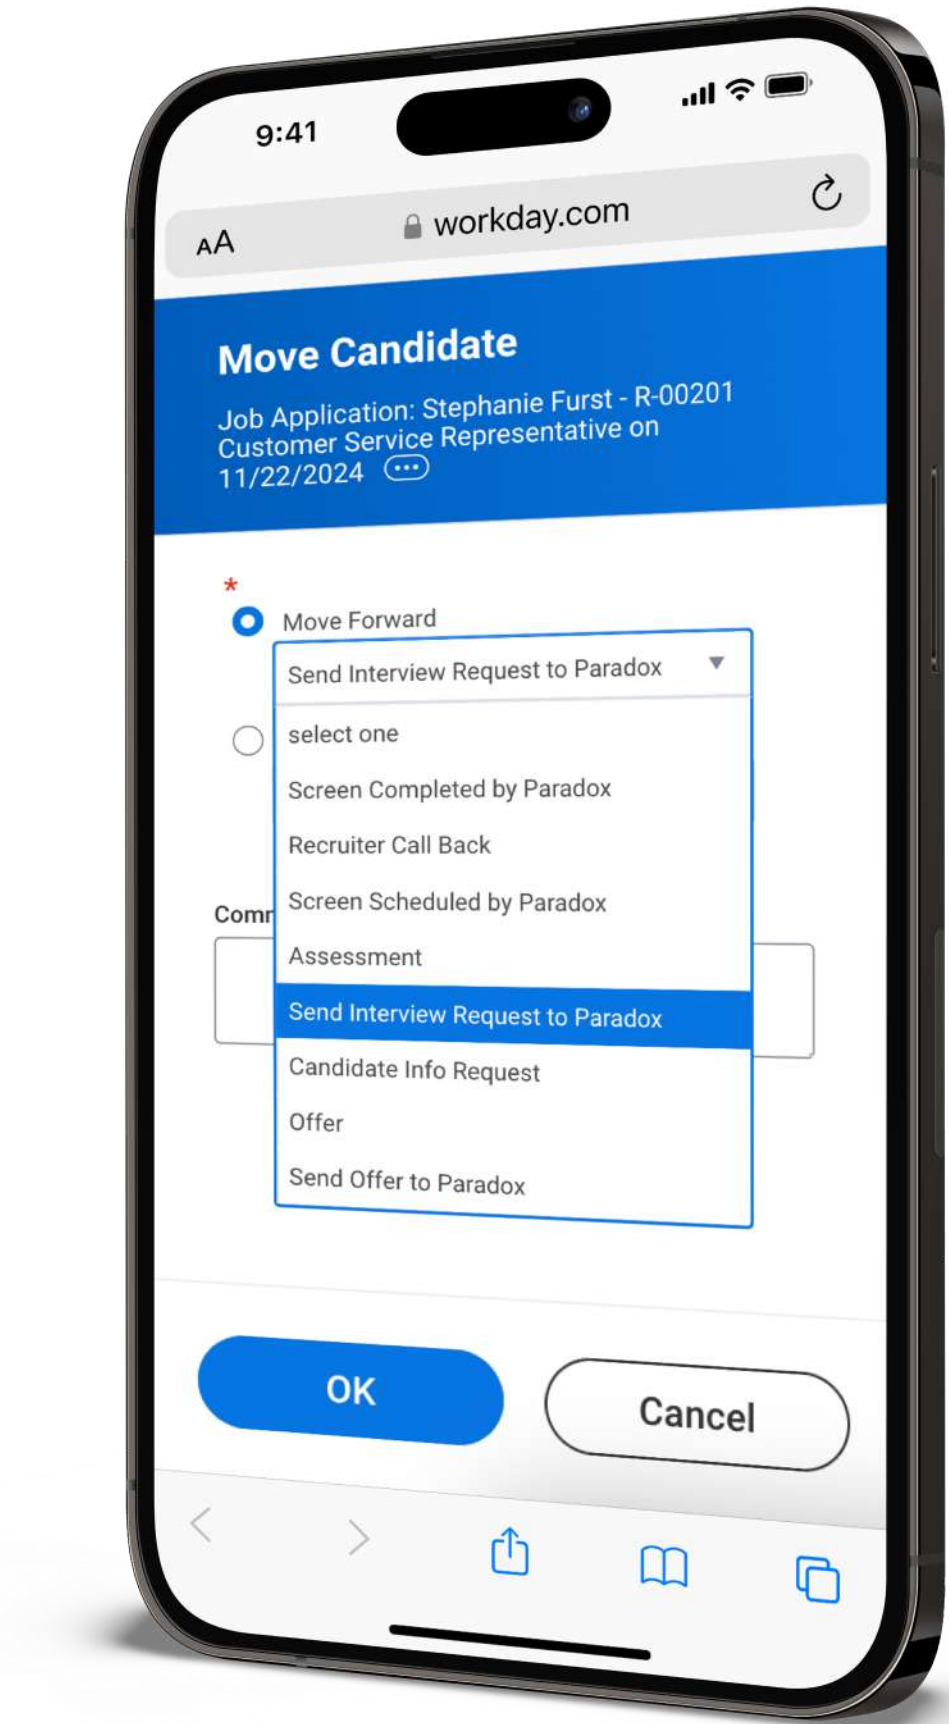 9:41
AA
workday.com
Move Candidate
Job Application: Stephanie Furst - R-00201
Customer Service Representative on
11/22/2024
*
Move Forward
Send Interview Request to Paradox
select one
Screen Completed by Paradox
Recruiter Call Back
Screen Scheduled by Paradox
Comm
Assessment
Send Interview Request to Paradox
Candidate Info Request
Offer
Send Offer to Paradox
OK
Cancel